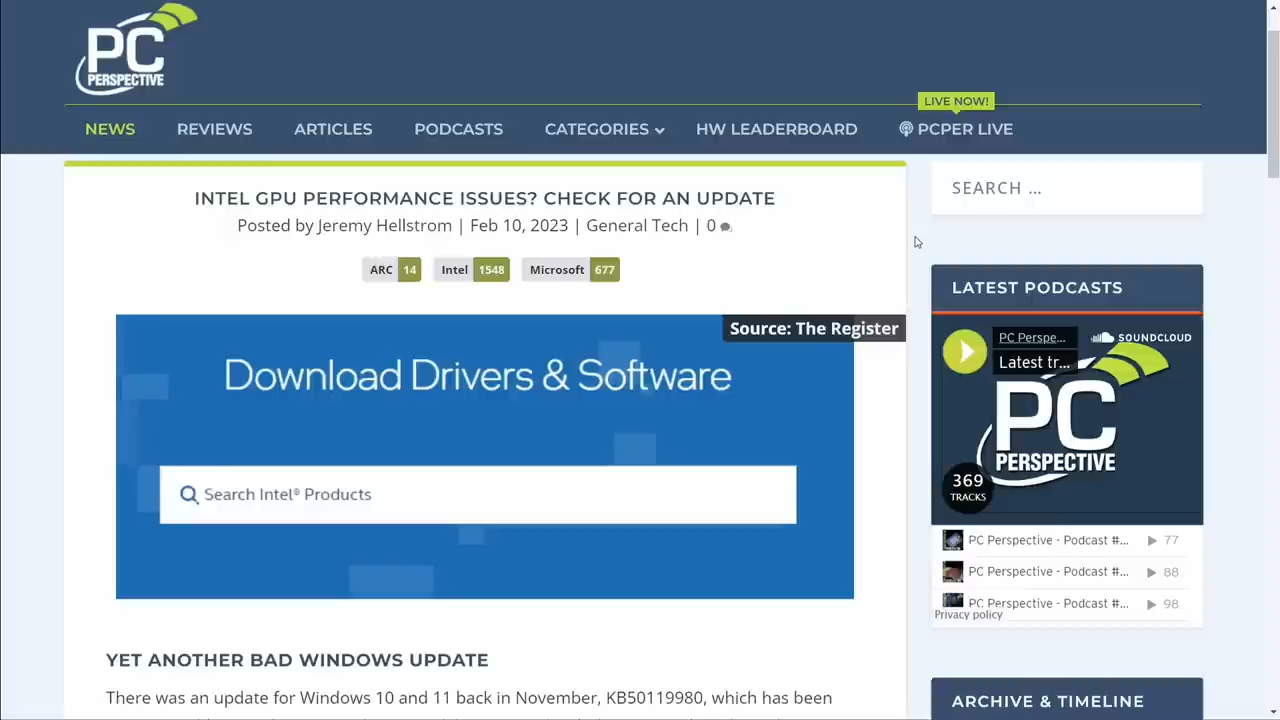 PC
PERSPECTIVE
LIVE NOW!
NEWS REVIEWS ARTICLES PODCASTS CATEGORIES HW LEADERBOARD PCPER LIVE
INTEL GPU PERFORMANCE ISSUES? CHECK FOR AN UPDATE
Posted by Jeremy Hellstrom | Feb 10, 2023 | General Tech | 0
ARC 14 Intel 1548 Microsoft 677
Source: The Register
Download Drivers & Software
Search Intel® Products
YET ANOTHER BAD WINDOWS UPDATE
There was an update for Windows 10 and 11 back in November, KB50119980, which has been
SEARCH ...
LATEST PODCASTS
PC Perspe...
SOUNDCLOUD
Latest tr...
PC
PERSPECTIVE
369
TRACKS
PC Perspective - Podcast #... 77
PC Perspective - Podcast #... 88
PC Perspective - Podcast #... 98
Privacy policy
ARCHIVE & TIMELINE